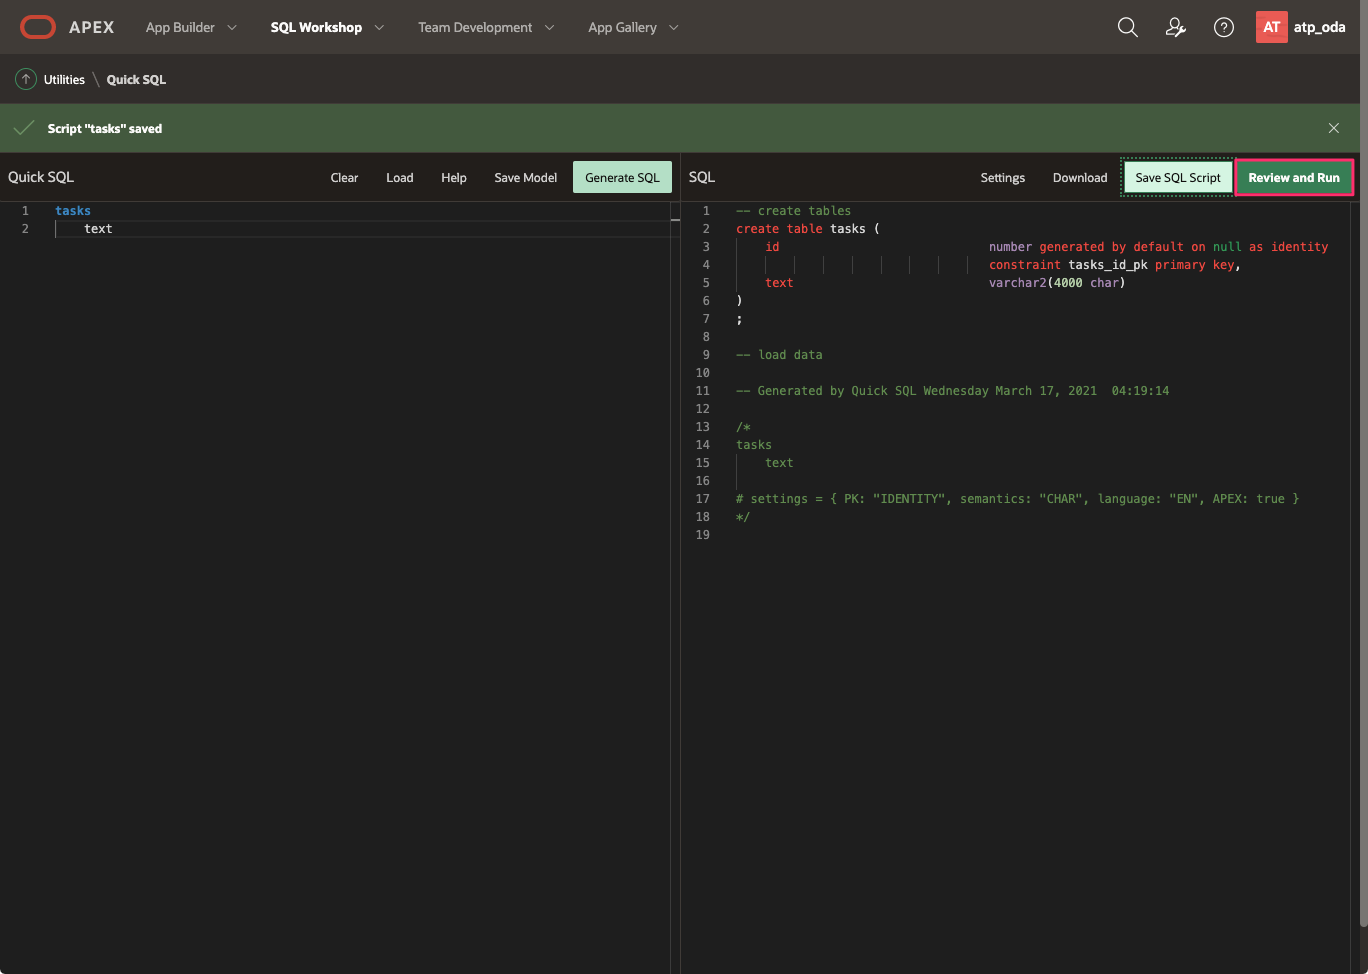 APEX App Builder SQL Workshop Team Development App Gallery AT atp_oda
Utilities \ Quick SQL
Script "tasks" saved
Quick SQL Clear Load Help Save Model Generate SQL
1 tasks
2 text
SQL Settings Download Save SQL Script Review and Run
1 -- create tables
2 create table tasks (
3 id number generated by default on null as identity
4 constraint tasks_id_pk primary key,
5 text varchar2(4000 char)
6 )
7 ;
8
9 -- load data
10
11 -- Generated by Quick SQL Wednesday March 17, 2021  04:19:14
12
13 /*
14 tasks
15 text
16
17 # settings = { PK: "IDENTITY", semantics: "CHAR", language: "EN", APEX: true }
18 */
19